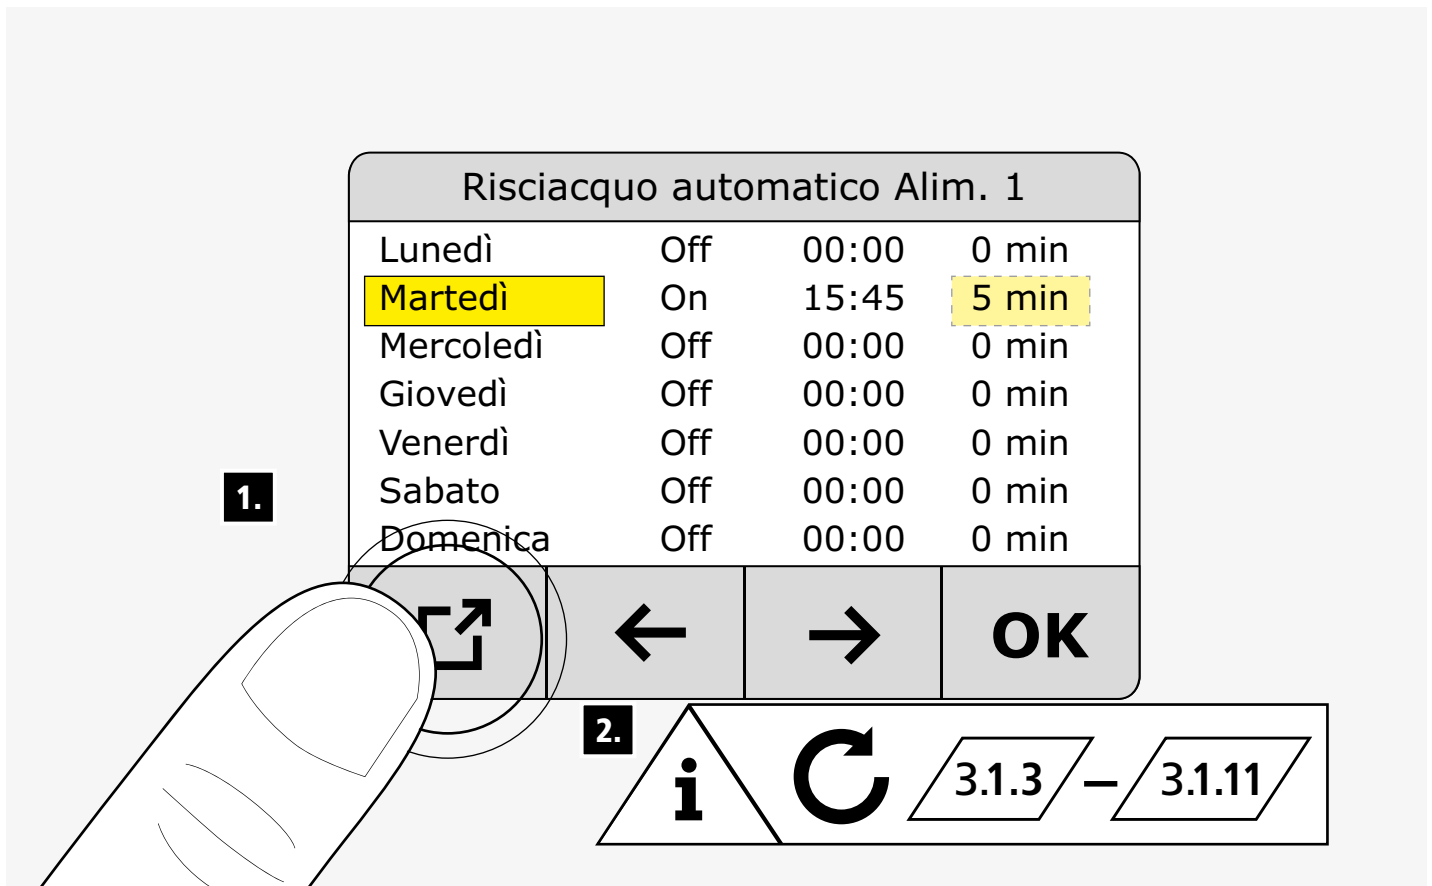 Risciacquo automatico Alim. 1
Lunedì Off 00:00 0 min
Martedì On 15:45 5 min
Mercoledì Off 00:00 0 min
Giovedì Off 00:00 0 min
Venerdì Off 00:00 0 min
Sabato Off 00:00 0 min
Domenica Off 00:00 0 min
1.
OK
2.
i 3.1.3 – 3.1.11